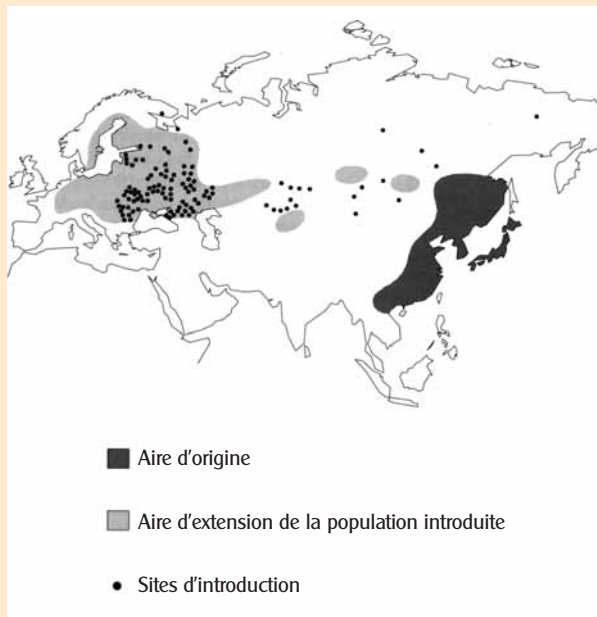 Aire d'origine
Aire d'extension de la population introduite
Sites d'introduction